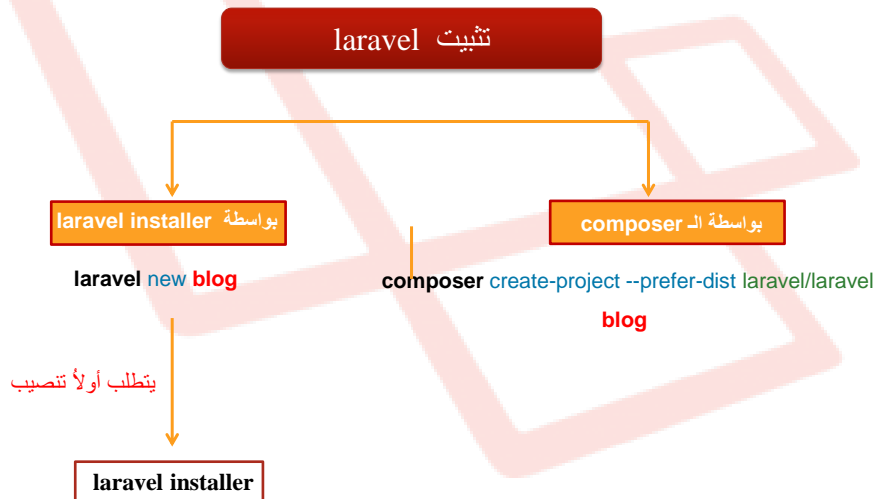 تثبيت laravel
بواسطة الـ composer
بواسطة laravel installer
composer create-project --prefer-dist laravel/laravel
blog
laravel new blog
يتطلب أولاُ تنصيب
laravel installer